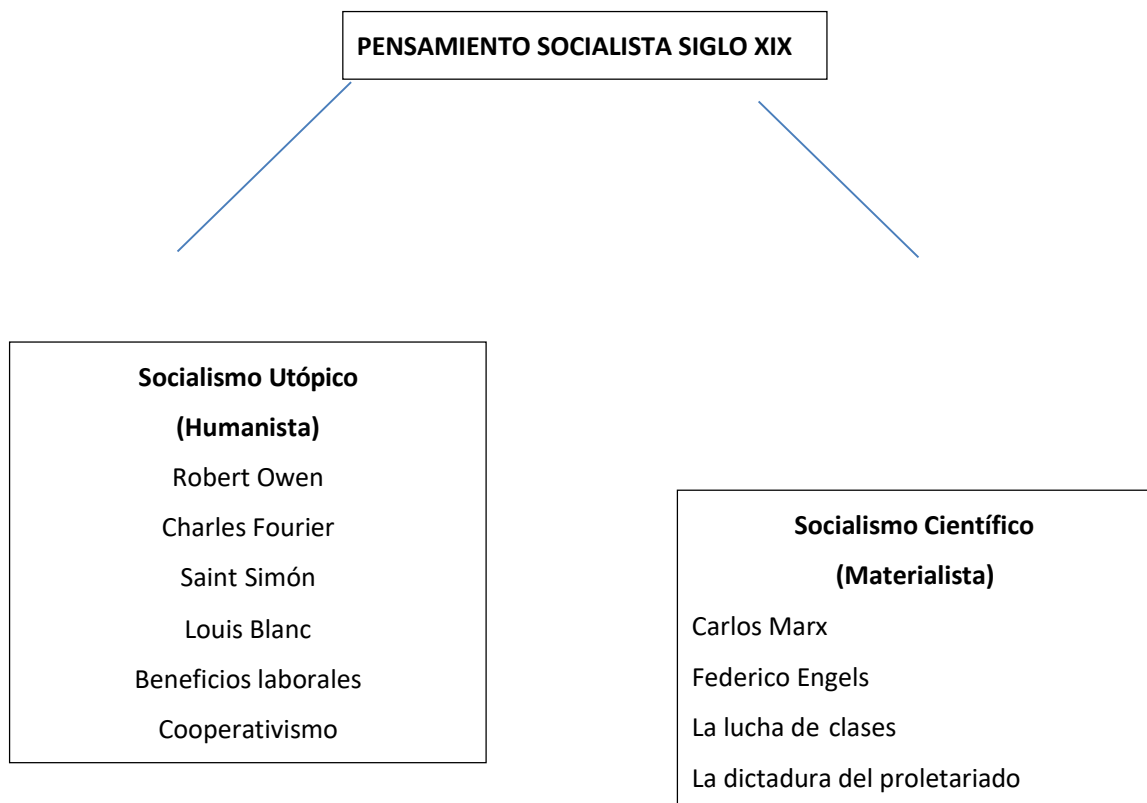 PENSAMIENTO SOCIALISTA SIGLO XIX
Socialismo Utópico
(Humanista)
Robert Owen
Charles Fourier
Saint Simón
Louis Blanc
Beneficios laborales
Cooperativismo
Socialismo Científico
(Materialista)
Carlos Marx
Federico Engels
La lucha de clases
La dictadura del proletariado